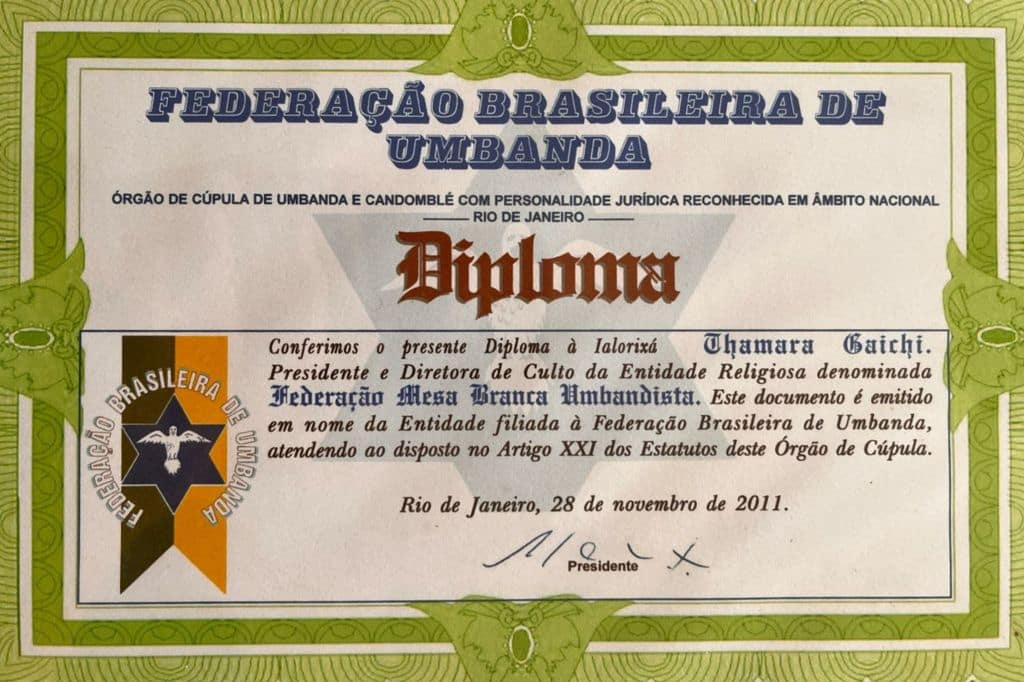 FEDERAÇÃO BRASILEIRA DE
UMBANDA
ÓRGÃO DE CÚPULA DE UMBANDA E CANDOMBLÉ COM PERSONALIDADE JURÍDICA RECONHECIDA EM ÂMBITO NACIONAL
RIO DE JANEIRO
Diploma
Conferimos o presente Diploma à Ialorixá Thamara Gaichi.
Presidente e Diretora de Culto da Entidade Religiosa denominada
Federação Mesa Branca Umbandista. Este documento é emitido
em nome da Entidade filiada à Federação Brasileira de Umbanda,
atendendo ao disposto no Artigo XXI dos Estatutos deste Órgão de Cúpula.
FEDERAÇÃO BRASILEIRA DE UMBANDA
Rio de Janeiro, 28 de novembro de 2011.
Presidente